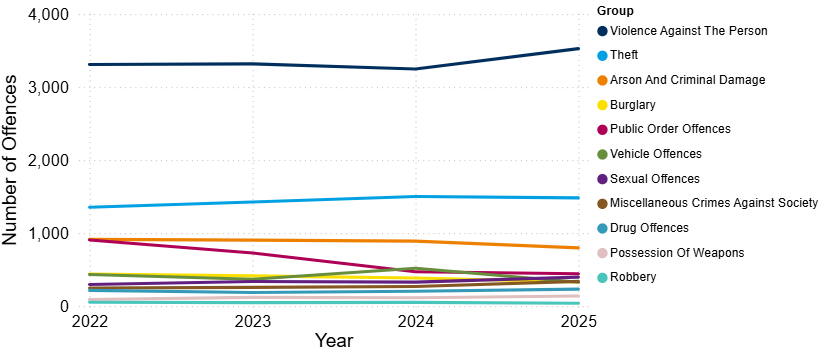 4,000
3,000
2,000
1,000
0
Number of Offences
2022 2023 2024 2025
Year
Group
Violence Against The Person
Theft
Arson And Criminal Damage
Burglary
Public Order Offences
Vehicle Offences
Sexual Offences
Miscellaneous Crimes Against Society
Drug Offences
Possession Of Weapons
Robbery